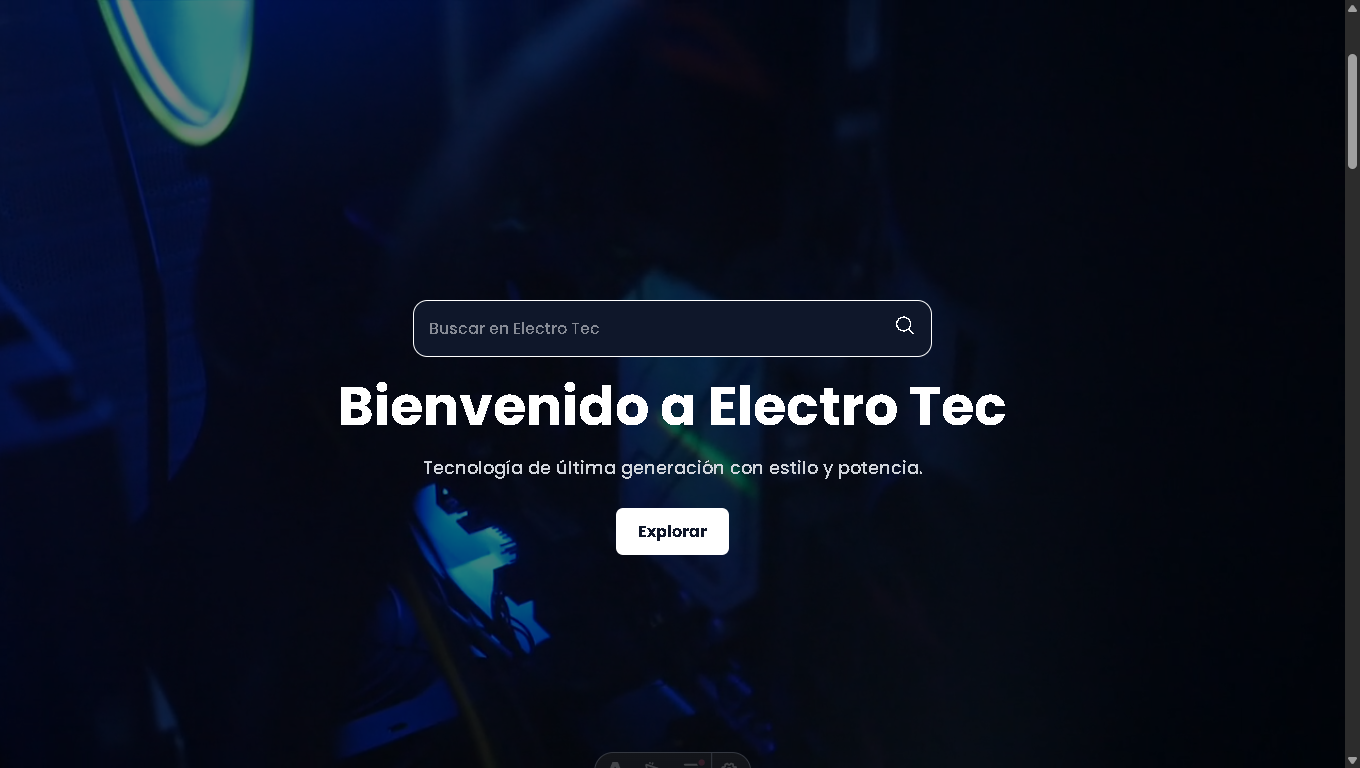 Buscar en Electro Tec
Bienvenido a Electro Tec
Tecnología de última generación con estilo y potencia.
Explorar